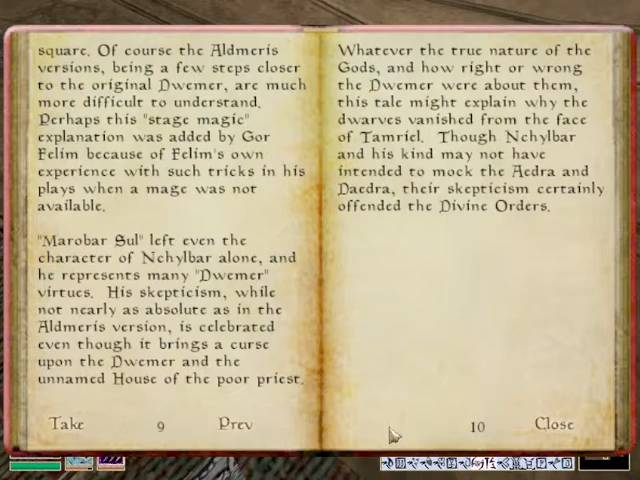 square. Of course the Aldmeris
versions, being a few steps closer
to the original Dwemer, are much
more difficult to understand.
Perhaps this "stage magic"
explanation was added by Gor
Felim because of Felim's own
experience with such tricks in his
plays when a mage was not
available.
"Marobar Sul" left even the
character of Nchylbar alone, and
he represents many "Dwemer"
virtues. His skepticism, while
not nearly as absolute as in the
Aldmeris version, is celebrated
even though it brings a curse
upon the Dwemer and the
unnamed House of the poor priest.
Take 9 Prev
Whatever the true nature of the
Gods, and how right or wrong
the Dwemer were about them,
this tale might explain why the
dwarves vanished from the face
of Tamriel. Though Nchylbar
and his kind may not have
intended to mock the Aedra and
Daedra, their skepticism certainly
offended the Divine Orders.
10 Close